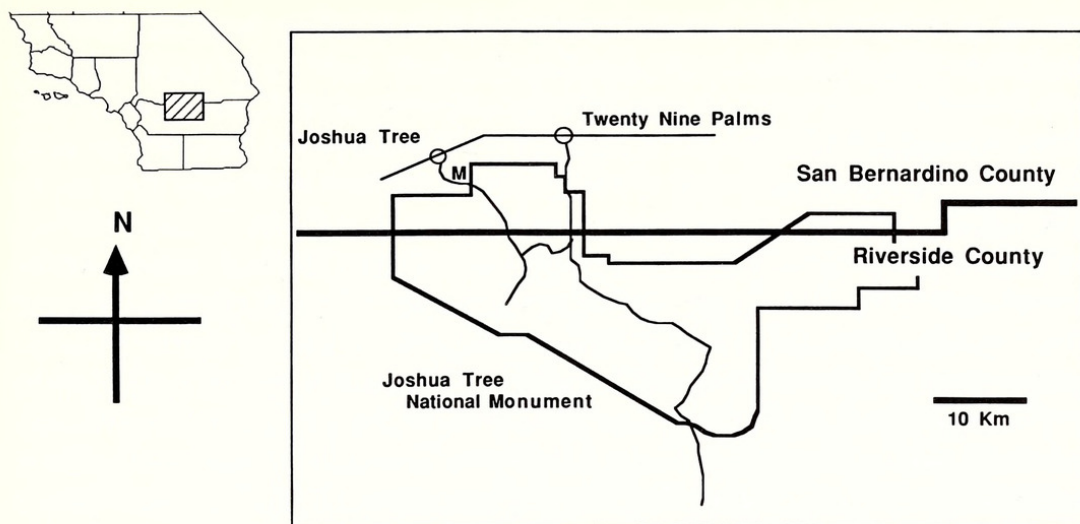 Twenty Nine Palms
Joshua Tree
M
San Bernardino County
N
Riverside County
Joshua Tree
National Monument
10 Km